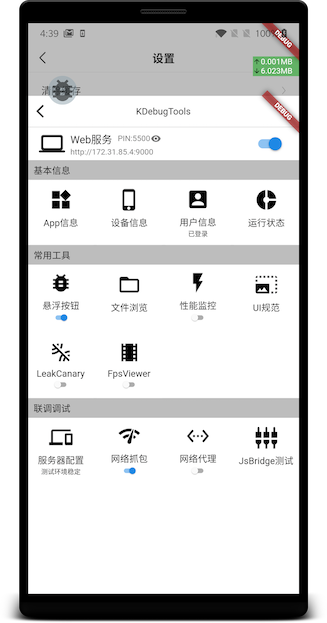 4:39
100%
DEBUG
设置
0.001MB
6.023MB
DEBUG
KDebugTools
Web服务 PIN:5500
http://172.31.85.4:9000
基本信息
App信息 设备信息 用户信息 运行状态
已登录
常用工具
悬浮按钮 文件浏览 性能监控 UI规范
LeakCanary FpsViewer
联调调试
服务器配置 网络抓包 网络代理 JsBridge测试
测试环境稳定